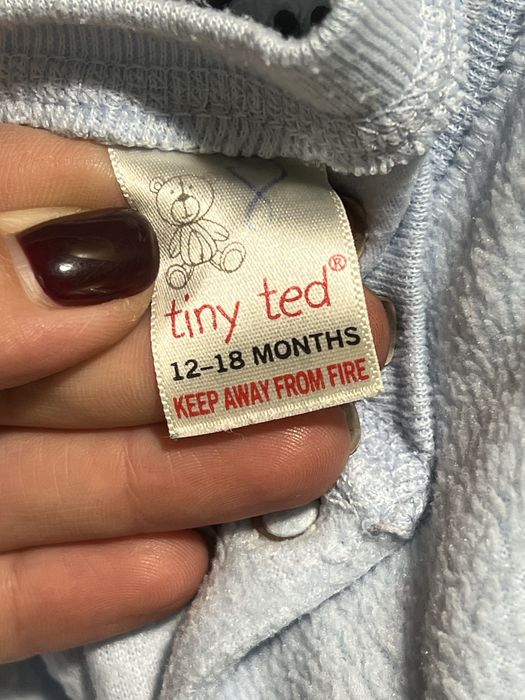 tiny ted®
12-18 MONTHS
KEEP AWAY FROM FIRE